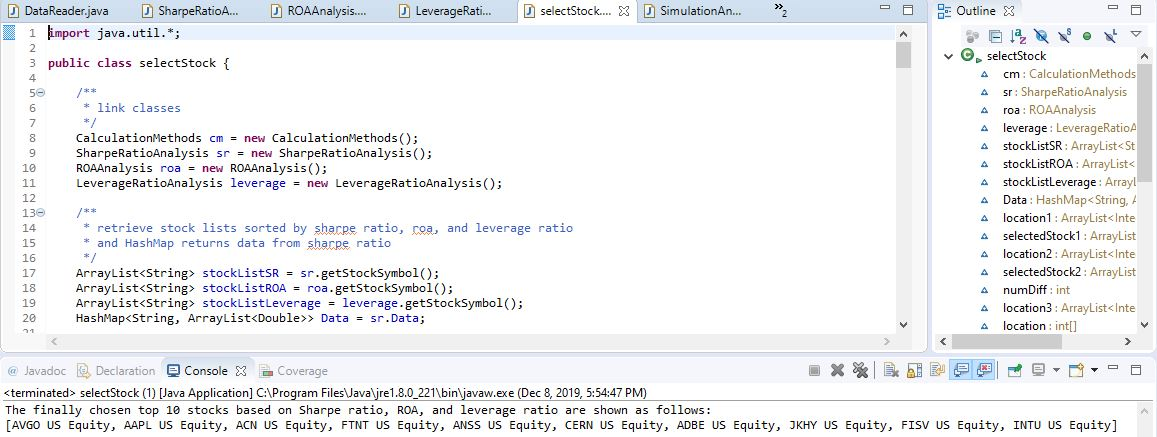 DataReader.java
SharpeRatioA...
ROAAnalysis....
LeverageRati...
selectStock....
SimulationAn...
»2
Outline
1 import java.util.*;
2
3 public class selectStock {
4
5 /**
6 * link classes
7 */
8 CalculationMethods cm = new CalculationMethods();
9 SharpeRatioAnalysis sr = new SharpeRatioAnalysis();
10 ROAAnalysis roa = new ROAAnalysis();
11 LeverageRatioAnalysis leverage = new LeverageRatioAnalysis();
12
13 /**
14 * retrieve stock lists sorted by sharpe ratio, roa, and leverage ratio
15 * and HashMap returns data from sharpe ratio
16 */
17 ArrayList<String> stockListSR = sr.getStockSymbol();
18 ArrayList<String> stockListROA = roa.getStockSymbol();
19 ArrayList<String> stockListLeverage = leverage.getStockSymbol();
20 HashMap<String, ArrayList<Double>> Data = sr.Data;
21
selectStock
cm : CalculationMethods
sr : SharpeRatioAnalysis
roa : ROAAnalysis
leverage : LeverageRatioA
stockListSR : ArrayList<St
stockListROA : ArrayList<
stockListLeverage : ArrayL
Data : HashMap<String, A
location1 : ArrayList<Inte
selectedStock1 : ArrayList
location2 : ArrayList<Inte
selectedStock2 : ArrayList
numDiff : int
location3 : ArrayList<Inte
location : int[]
@ Javadoc
Declaration
Console
Coverage
<terminated> selectStock (1) [Java Application] C:\Program Files\Java\jre1.8.0_221\bin\javaw.exe (Dec 8, 2019, 5:54:47 PM)
The finally chosen top 10 stocks based on Sharpe ratio, ROA, and leverage ratio are shown as follows:
[AVGO US Equity, AAPL US Equity, ACN US Equity, FTNT US Equity, ANSS US Equity, CERN US Equity, ADBE US Equity, JKHY US Equity, FISV US Equity, INTU US Equity]